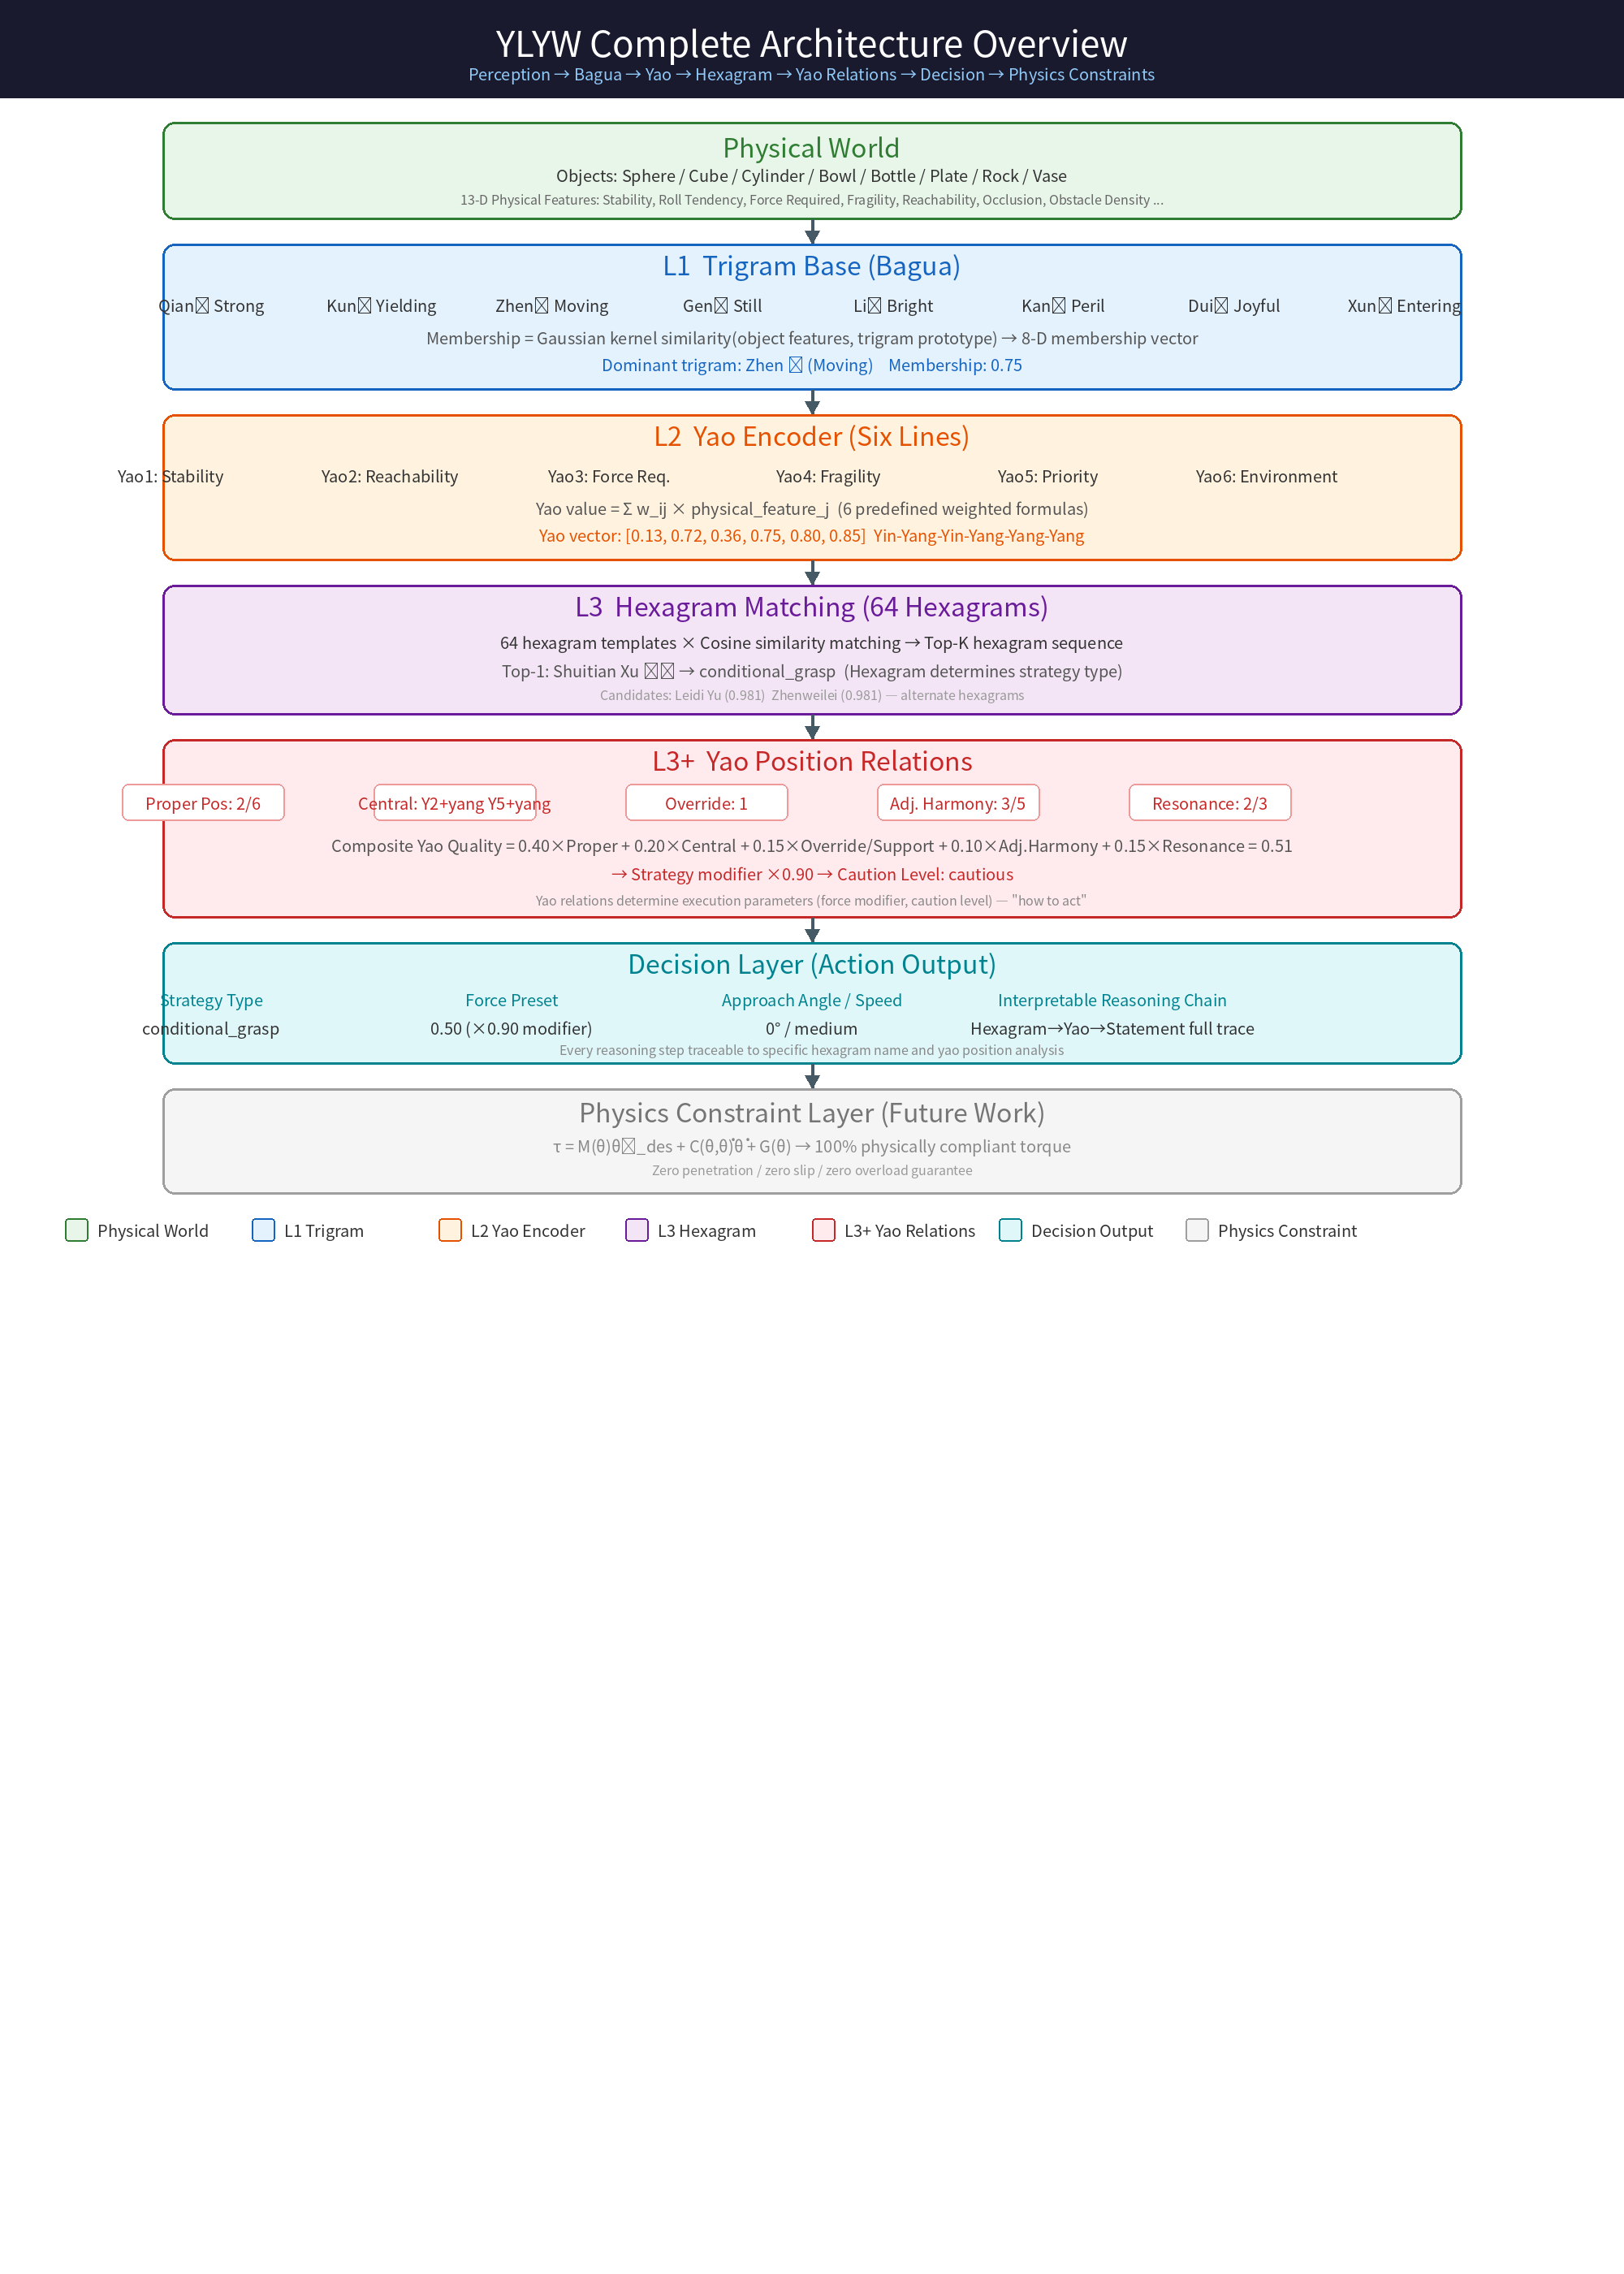 YLYW Complete Architecture Overview
Perception → Bagua → Yao → Hexagram → Yao Relations → Decision → Physics Constraints
Physical World
Objects: Sphere / Cube / Cylinder / Bowl / Bottle / Plate / Rock / Vase
13-D Physical Features: Stability, Roll Tendency, Force Required, Fragility, Reachability, Occlusion, Obstacle Density ...
L1 Trigram Base (Bagua)
Qian Strong Kun Yielding Zhen Moving Gen Still Li Bright Kan Peril Dui Joyful Xun Entering
Membership = Gaussian kernel similarity(object features, trigram prototype) → 8-D membership vector
Dominant trigram: Zhen (Moving) Membership: 0.75
L2 Yao Encoder (Six Lines)
Yao1: Stability Yao2: Reachability Yao3: Force Req. Yao4: Fragility Yao5: Priority Yao6: Environment
Yao value = Σ w_ij × physical_feature_j (6 predefined weighted formulas)
Yao vector: [0.13, 0.72, 0.36, 0.75, 0.80, 0.85] Yin-Yang-Yin-Yang-Yang-Yang
L3 Hexagram Matching (64 Hexagrams)
64 hexagram templates × Cosine similarity matching → Top-K hexagram sequence
Top-1: Shuitian Xu → conditional_grasp (Hexagram determines strategy type)
Candidates: Leidi Yu (0.981) Zhenweilei (0.981) — alternate hexagrams
L3+ Yao Position Relations
Proper Pos: 2/6 Central: Y2+yang Y5+yang Override: 1 Adj. Harmony: 3/5 Resonance: 2/3
Composite Yao Quality = 0.40×Proper + 0.20×Central + 0.15×Override/Support + 0.10×Adj.Harmony + 0.15×Resonance = 0.51
→ Strategy modifier ×0.90 → Caution Level: cautious
Yao relations determine execution parameters (force modifier, caution level) — "how to act"
Decision Layer (Action Output)
Strategy Type Force Preset Approach Angle / Speed Interpretable Reasoning Chain
conditional_grasp 0.50 (×0.90 modifier) 0° / medium Hexagram→Yao→Statement full trace
Every reasoning step traceable to specific hexagram name and yao position analysis
Physics Constraint Layer (Future Work)
τ = M(θ)θ_des + C(θ,θ̇)θ̇ + G(θ) → 100% physically compliant torque
Zero penetration / zero slip / zero overload guarantee
Physical World L1 Trigram L2 Yao Encoder L3 Hexagram L3+ Yao Relations Decision Output Physics Constraint